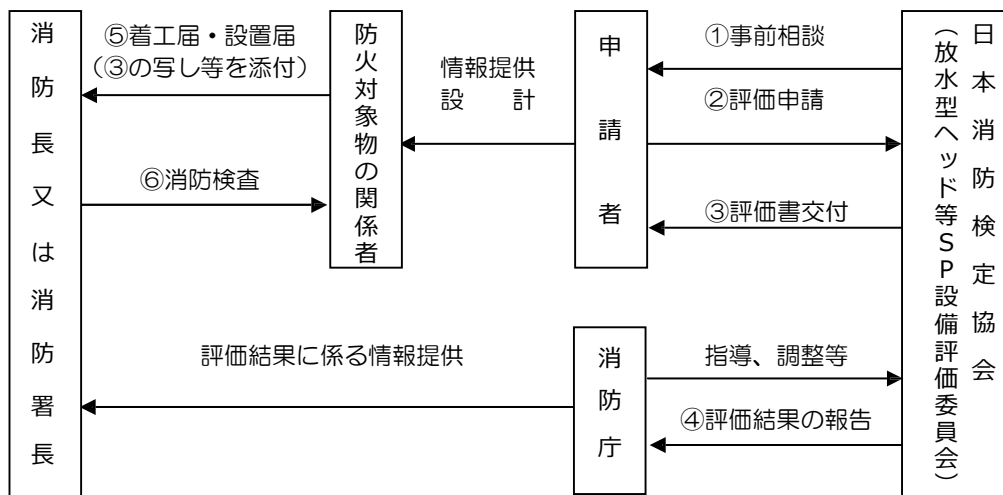 消防長又は消防署長
⑤着工届・設置届
（③の写し等を添付）
⑥消防検査
防火対象物の関係者
情報提供
設　　計
申請者
①事前相談
②評価申請
③評価書交付
日本消防検定協会
（放水型ヘッド等ＳＰ設備評価委員会）
評価結果に係る情報提供
消防庁
指導、調整等
④評価結果の報告